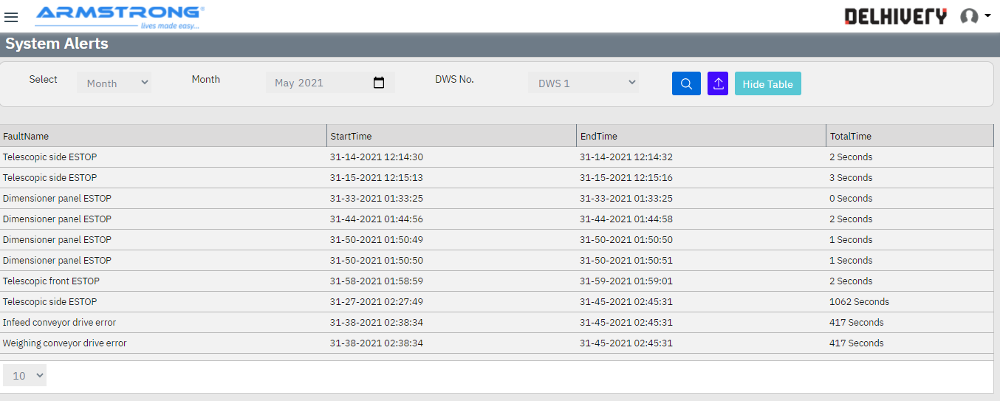 ARMSTRONG®
lives made easy...
DELHIVERY
System Alerts
Select Month Month May 2021 DWS No. DWS 1 Hide Table
FaultName StartTime EndTime TotalTime
Telescopic side ESTOP 31-14-2021 12:14:30 31-14-2021 12:14:32 2 Seconds
Telescopic side ESTOP 31-15-2021 12:15:13 31-15-2021 12:15:16 3 Seconds
Dimensioner panel ESTOP 31-33-2021 01:33:25 31-33-2021 01:33:25 0 Seconds
Dimensioner panel ESTOP 31-44-2021 01:44:56 31-44-2021 01:44:58 2 Seconds
Dimensioner panel ESTOP 31-50-2021 01:50:49 31-50-2021 01:50:50 1 Seconds
Dimensioner panel ESTOP 31-50-2021 01:50:50 31-50-2021 01:50:51 1 Seconds
Telescopic front ESTOP 31-58-2021 01:58:59 31-59-2021 01:59:01 2 Seconds
Telescopic side ESTOP 31-27-2021 02:27:49 31-45-2021 02:45:31 1062 Seconds
Infeed conveyor drive error 31-38-2021 02:38:34 31-45-2021 02:45:31 417 Seconds
Weighing conveyor drive error 31-38-2021 02:38:34 31-45-2021 02:45:31 417 Seconds
10